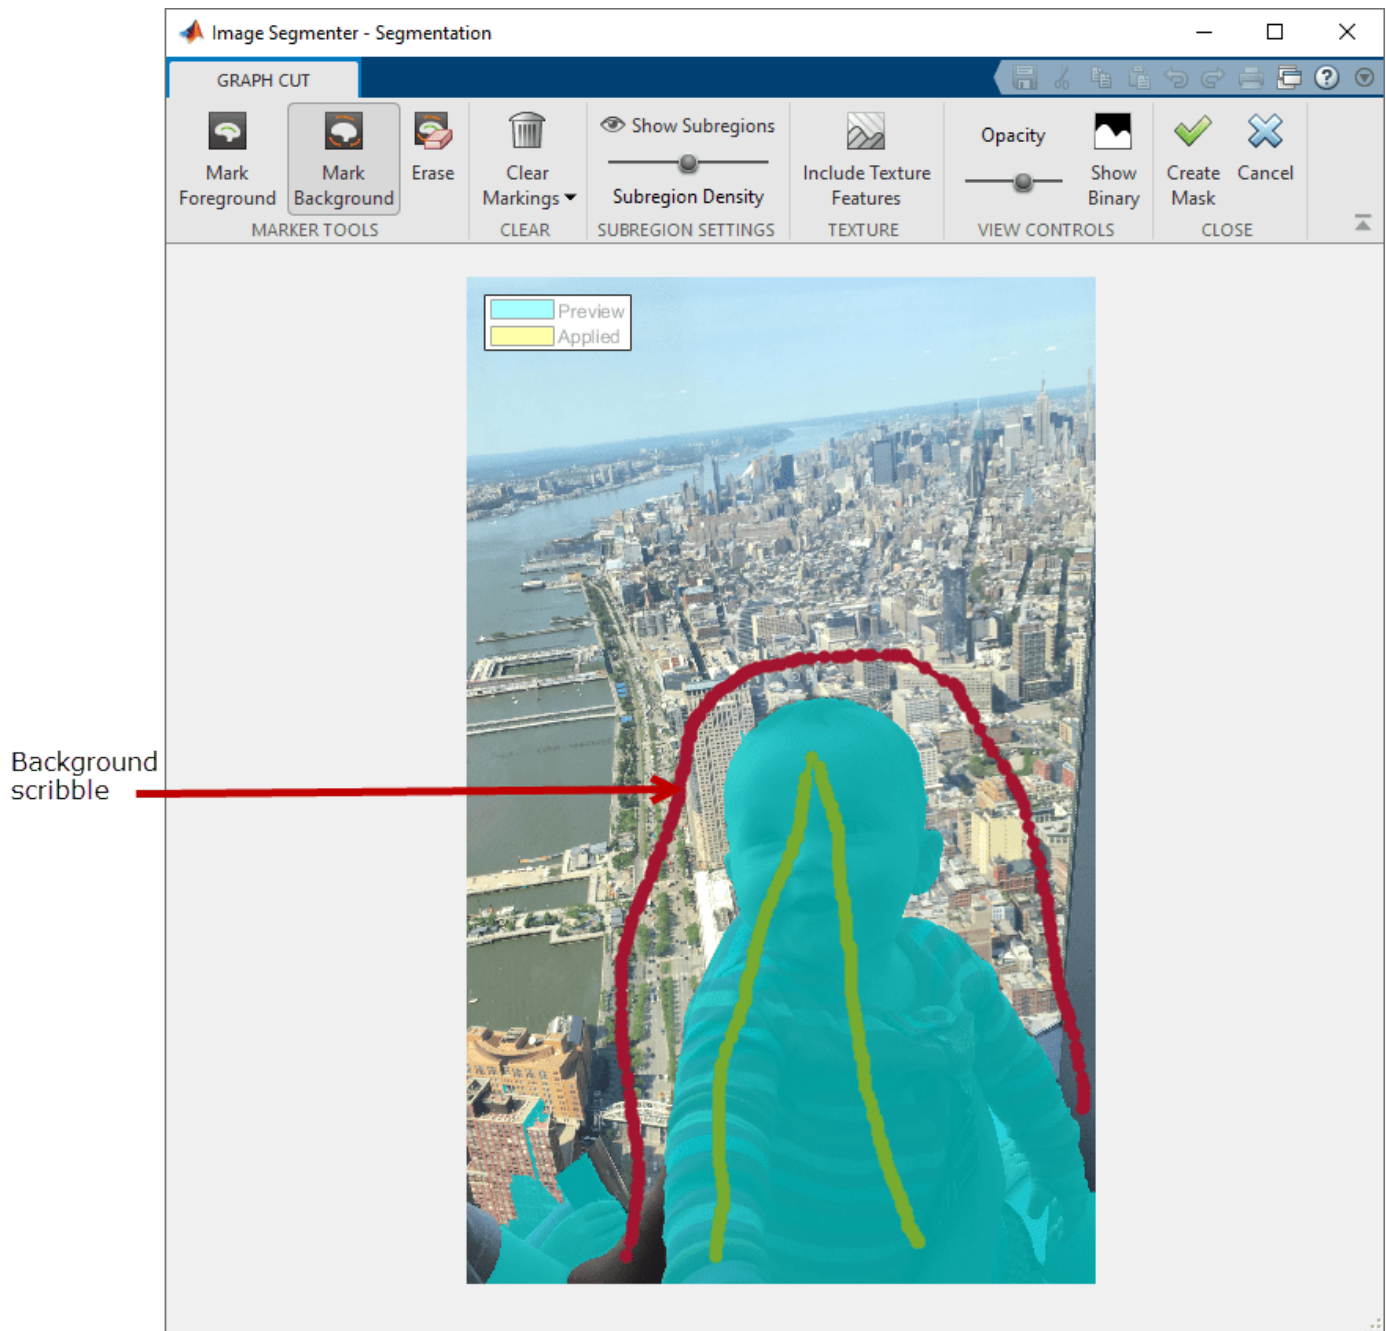 Image Segmenter - Segmentation
GRAPH CUT
Mark
Foreground
Mark
Background
Erase
MARKER TOOLS
Clear
Markings
CLEAR
Show Subregions
Subregion Density
SUBREGION SETTINGS
Include Texture
Features
TEXTURE
Opacity
Show
Binary
VIEW CONTROLS
Create
Mask
Cancel
CLOSE
Preview
Applied
Background
scribble